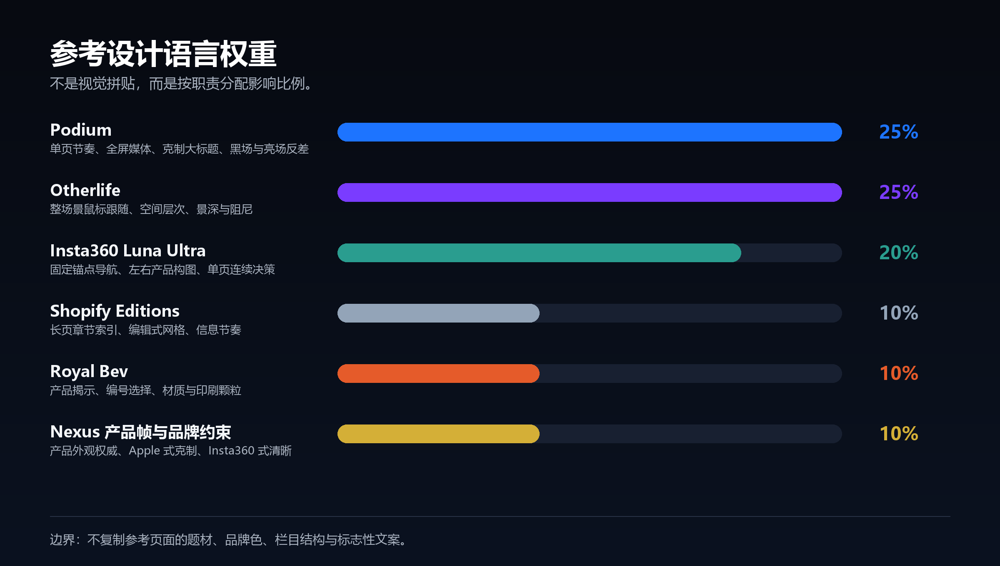 参考设计语言权重
不是视觉拼贴，而是按职责分配影响比例。
Podium
25%
单页节奏、全屏媒体、克制大标题、黑场与亮场反差
Otherlife
25%
整场景鼠标跟随、空间层次、景深与阻尼
Insta360 Luna Ultra
20%
固定锚点导航、左右产品构图、单页连续决策
Shopify Editions
10%
长页章节索引、编辑式网格、信息节奏
Royal Bev
10%
产品揭示、编号选择、材质与印刷颗粒
Nexus 产品帧与品牌约束
10%
产品外观权威、Apple 式克制、Insta360 式清晰
边界：不复制参考页面的题材、品牌色、栏目结构与标志性文案。